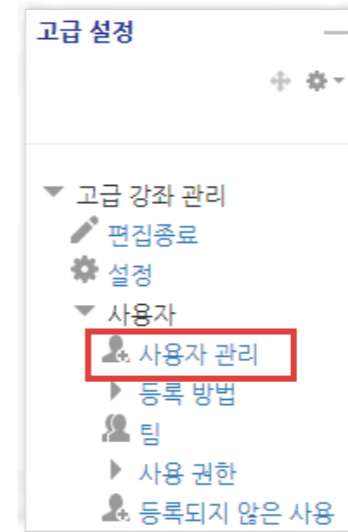 고급 설정
고급 강좌 관리
편집종료
설정
사용자
사용자 관리
등록 방법
팀
사용 권한
등록되지 않은 사용